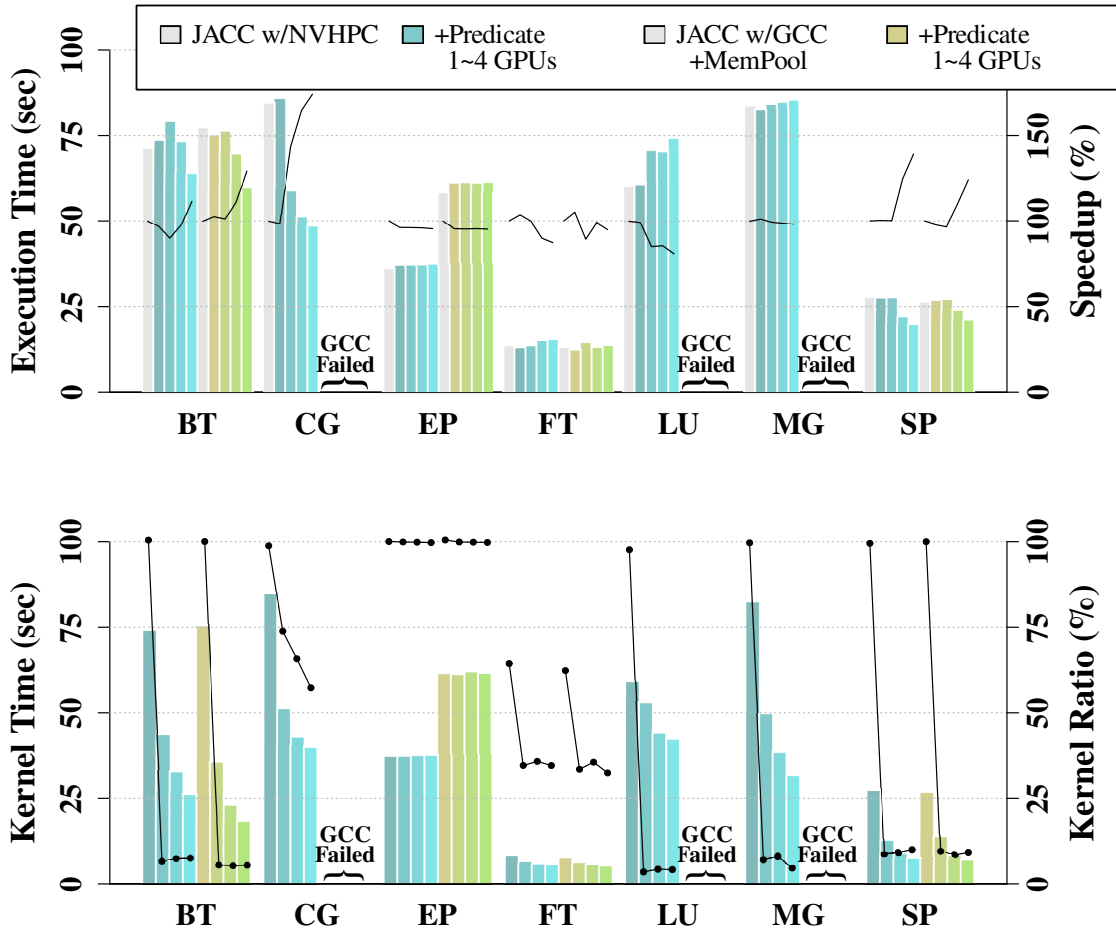 JACC w/NVHPC
+Predicate
1~4 GPUs
JACC w/GCC
+MemPool
+Predicate
1~4 GPUs
Execution Time (sec)
100
75
50
25
0
Speedup (%)
150
100
50
0
GCC
Failed
GCC
Failed
GCC
Failed
BT CG EP FT LU MG SP
Kernel Time (sec)
100
75
50
25
0
Kernel Ratio (%)
100
75
50
25
0
GCC
Failed
GCC
Failed
GCC
Failed
BT CG EP FT LU MG SP